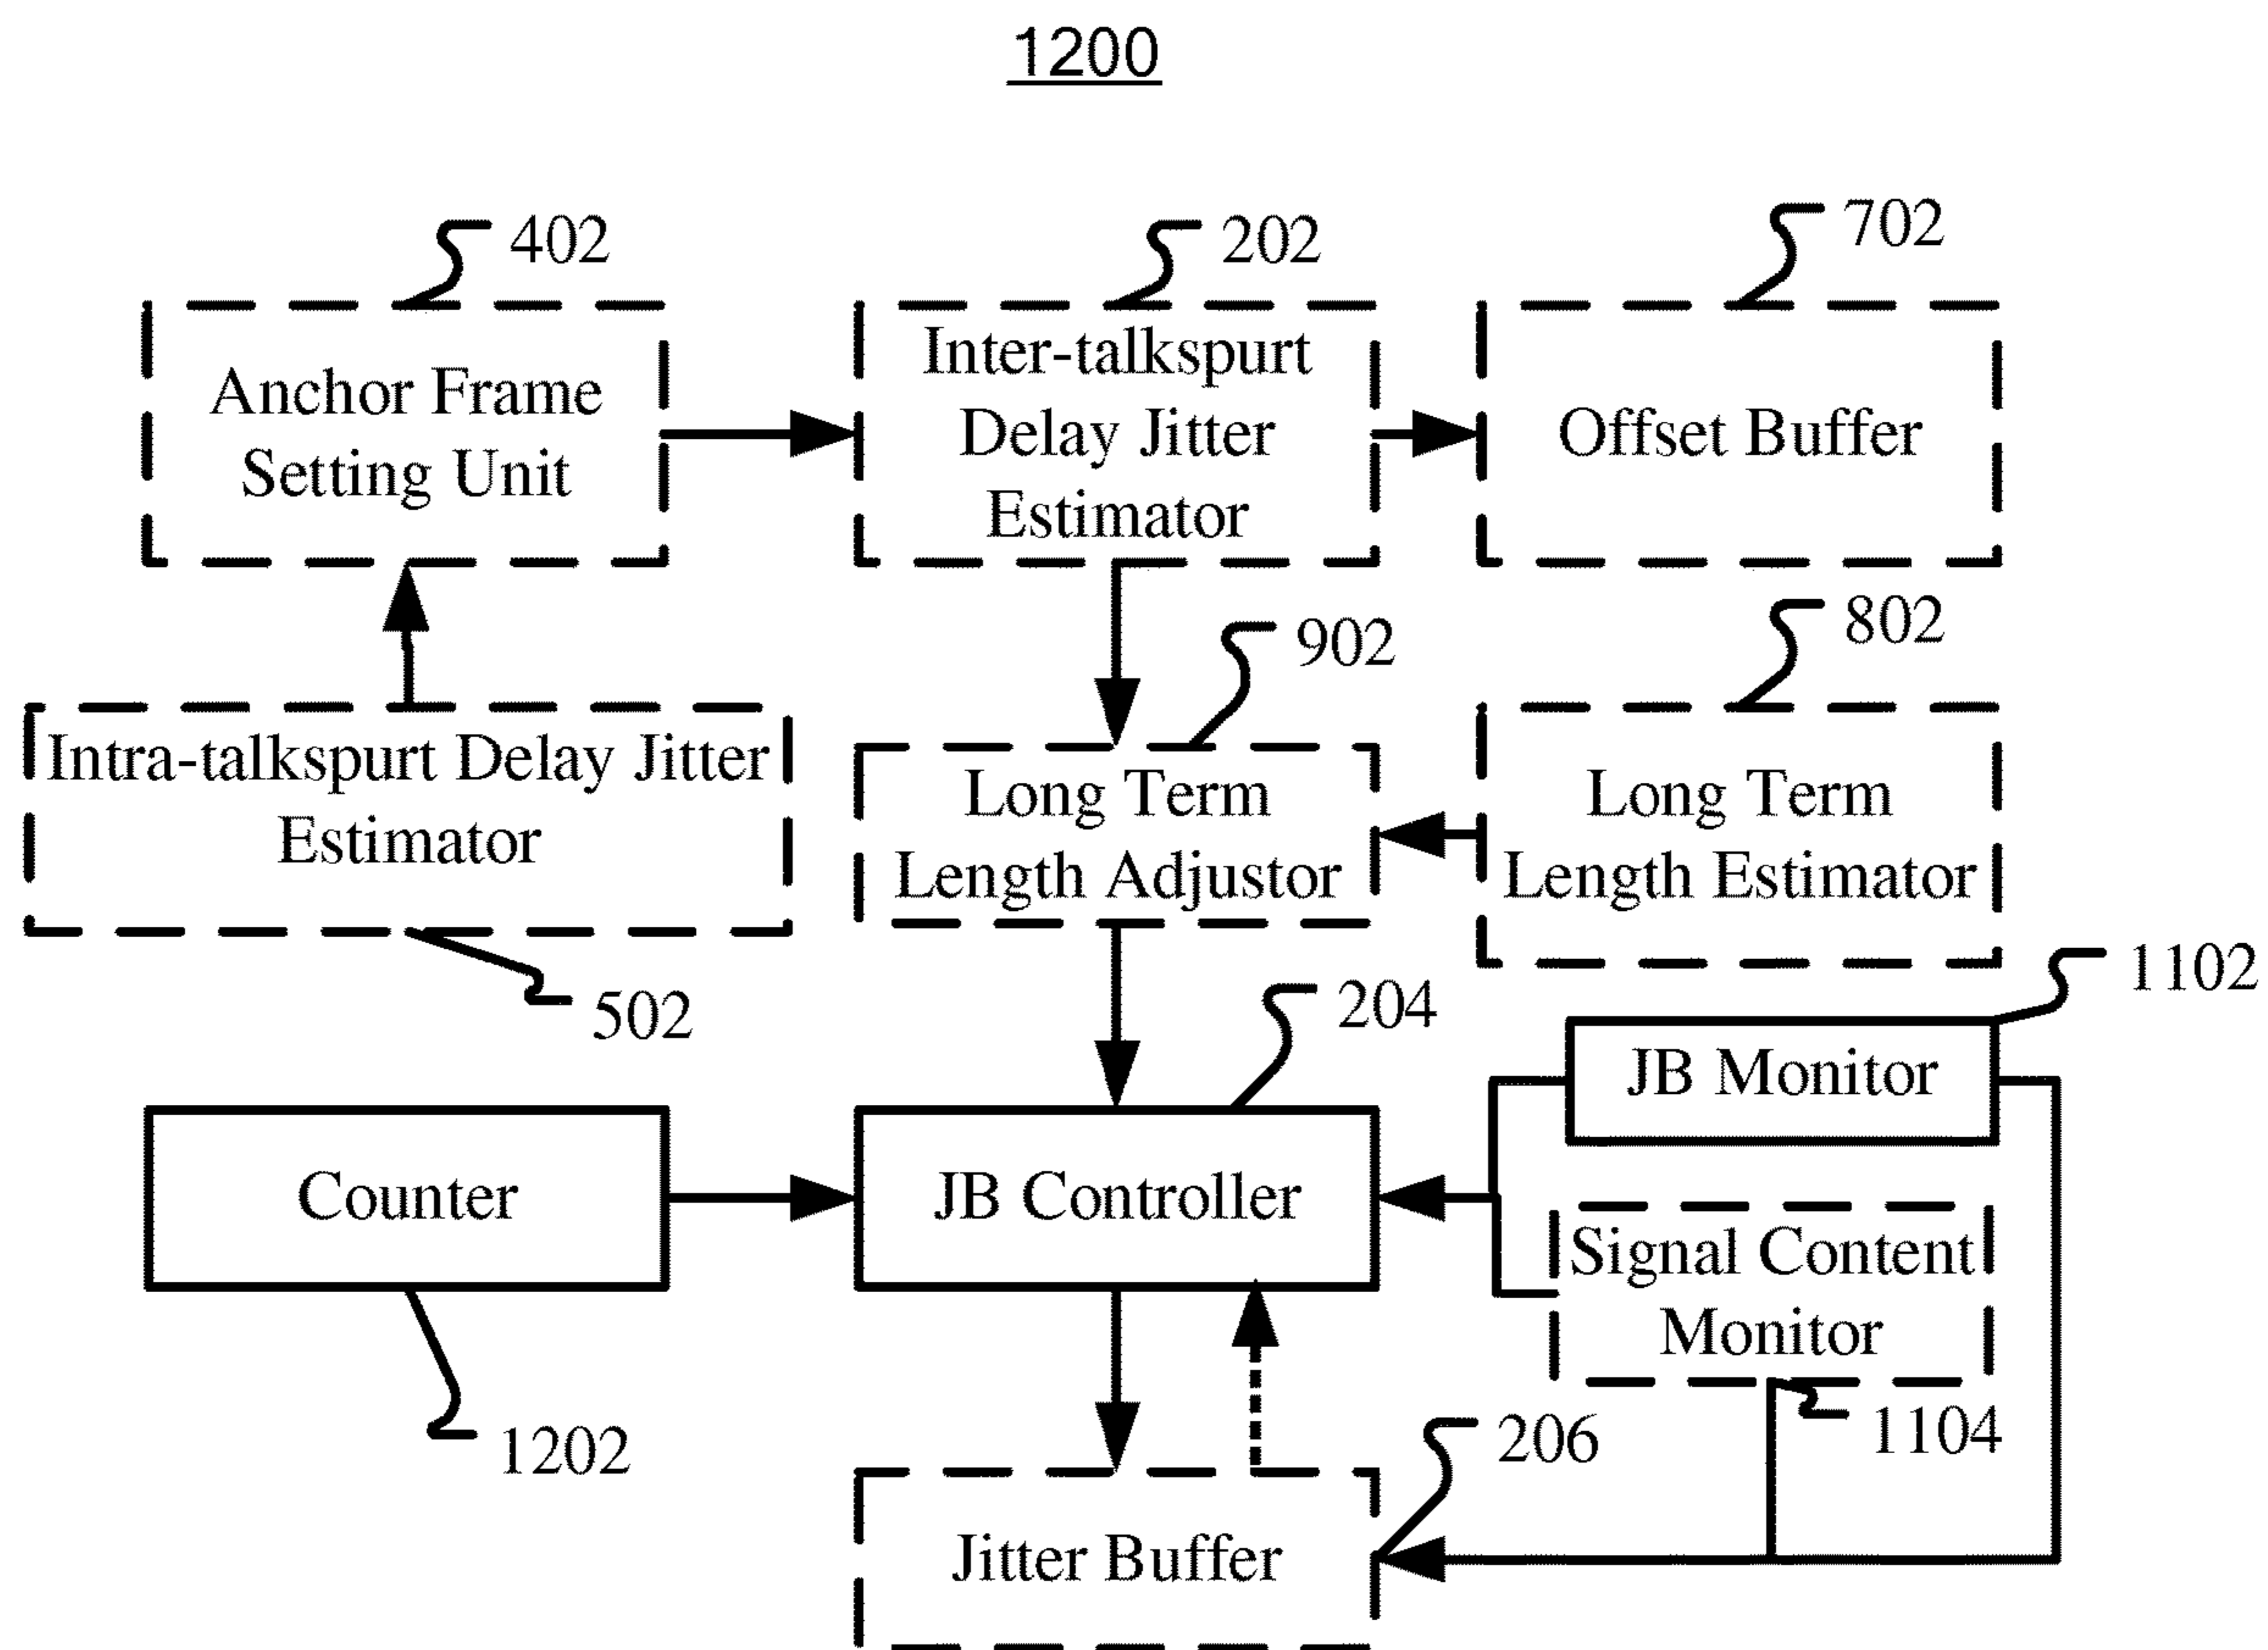 1200
402
202
702
Anchor Frame
Setting Unit
Inter-talkspurt
Delay Jitter
Estimator
Offset Buffer
902
802
Intra-talkspurt Delay Jitter
Estimator
Long Term
Length Adjustor
Long Term
Length Estimator
502
204
1102
JB Monitor
Counter
JB Controller
Signal Content
Monitor
1202
206
1104
Jitter Buffer